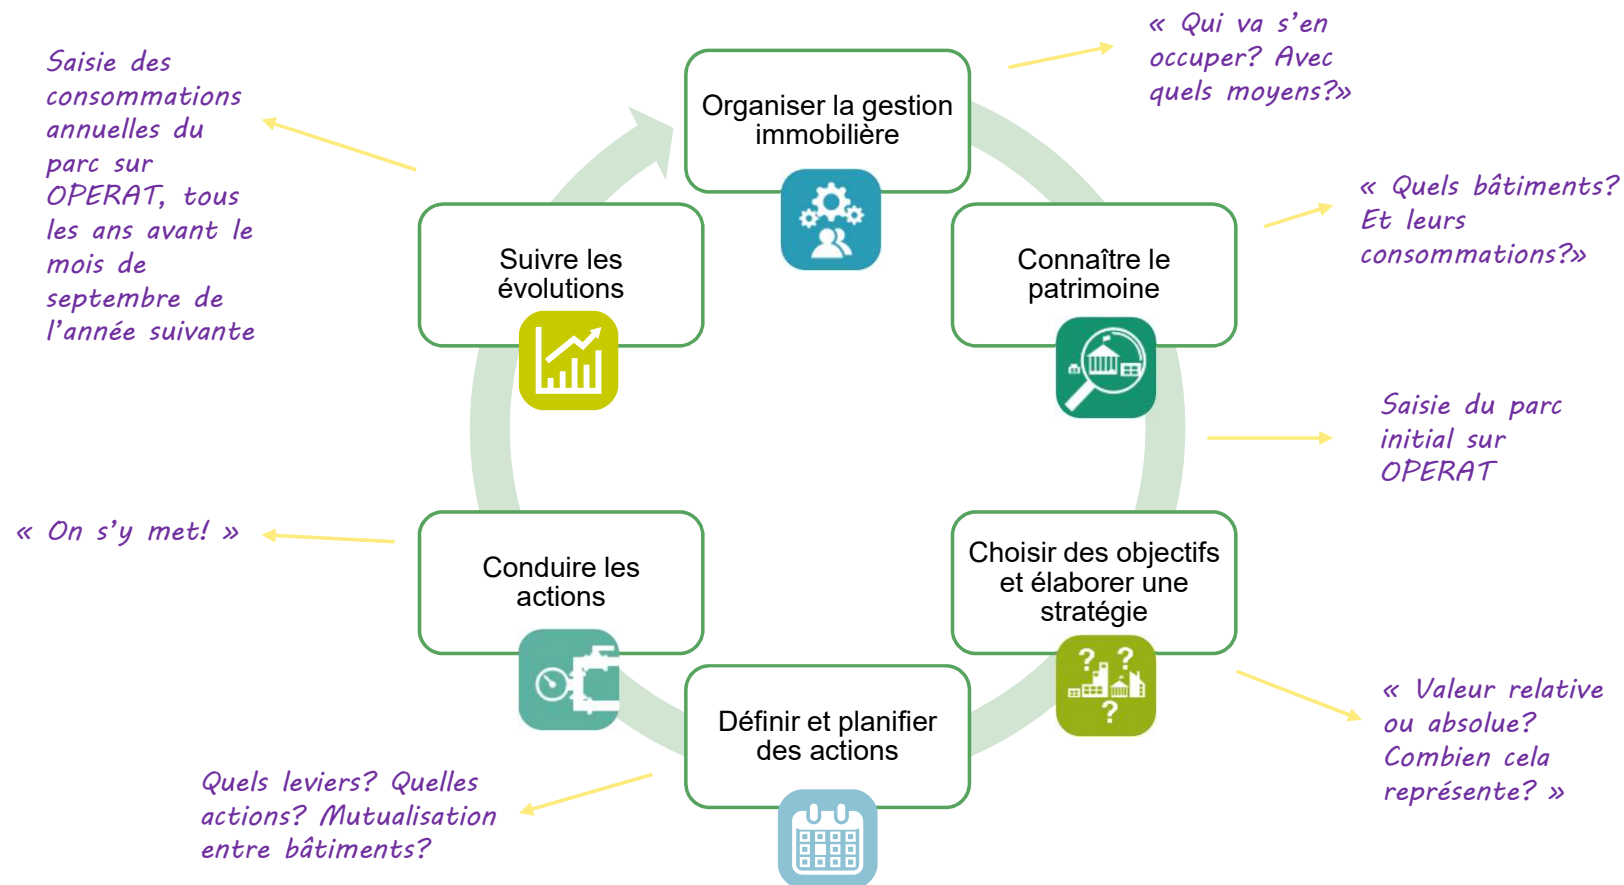 « Qui va s'en
occuper? Avec
quels moyens?»
Saisie des
consommations
annuelles du
parc sur
OPERAT, tous
les ans avant le
mois de
septembre de
l'année suivante
Organiser la gestion
immobilière
« Quels bâtiments?
Et leurs
consommations?»
Suivre les
évolutions
Connaître le
patrimoine
Saisie du parc
initial sur
OPERAT
« On s'y met! »
Conduire les
actions
Choisir des objectifs
et élaborer une
stratégie
? ?
?
« Valeur relative
ou absolue?
Combien cela
représente? »
Définir et planifier
des actions
Quels leviers? Quelles
actions? Mutualisation
entre bâtiments?